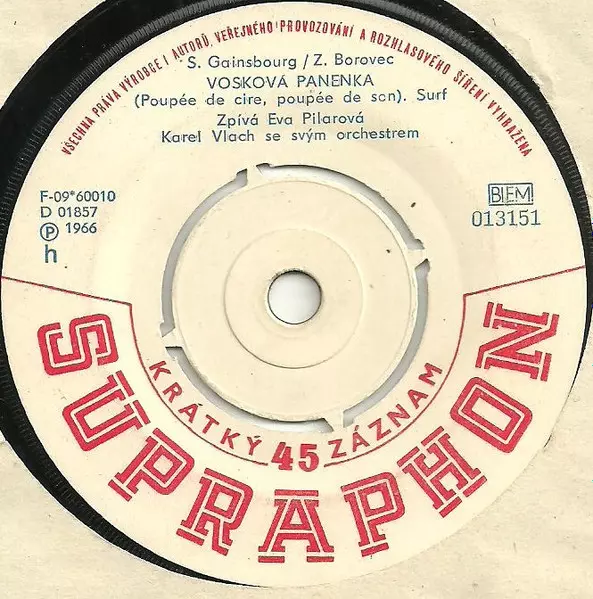 VŠECHNA PRÁVA VÝROBCE I AUTORŮ, VEŘEJNÉHO PROVOZOVÁNÍ A ROZHLASOVÉHO ŠÍŘENÍ VYHRAŽENA
S. Gainsbourg / Z. Borovec
VOSKOVÁ PANENKA
(Poupée de cire, poupée de son). Surf
Zpívá Eva Pilarová
Karel Vlach se svým orchestrem
F-09*60010
D 01857
Ⓟ 1966
h
BIEM
013151
KRÁTKÝ 45 ZÁZNAM
SUPRAPHON